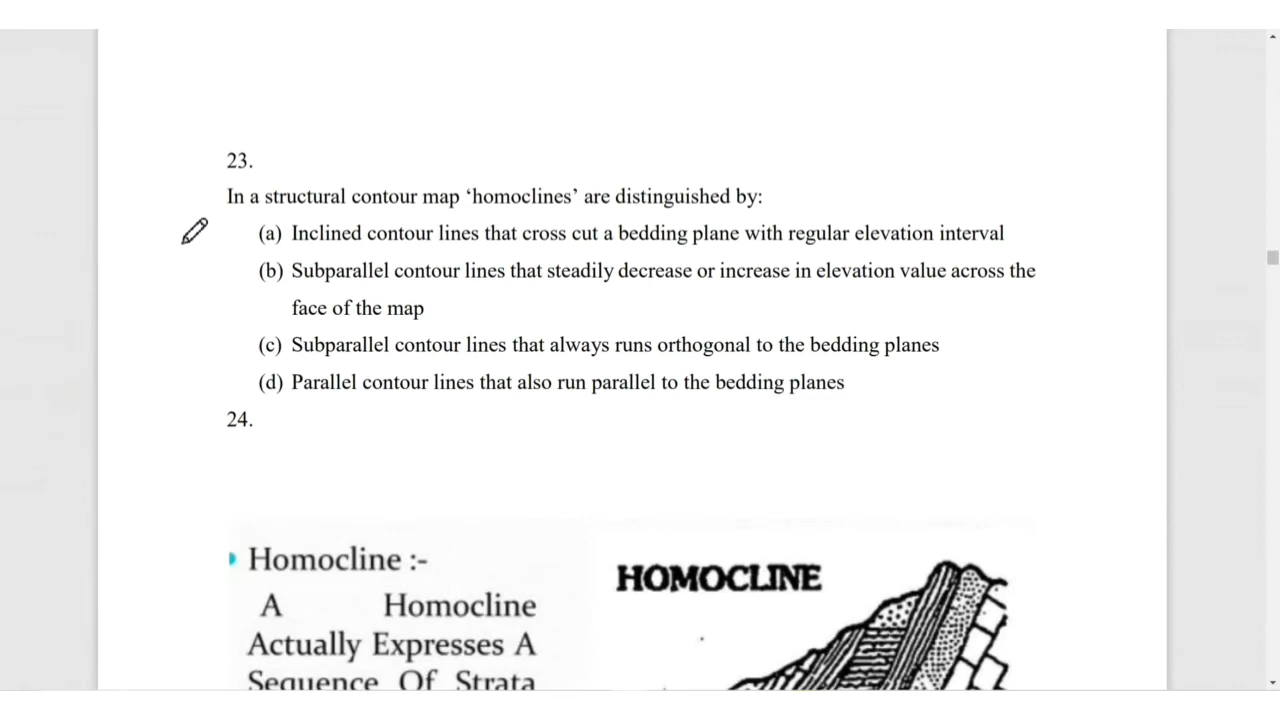 23.
In a structural contour map ‘homoclines’ are distinguished by:
(a) Inclined contour lines that cross cut a bedding plane with regular elevation interval
(b) Subparallel contour lines that steadily decrease or increase in elevation value across the
face of the map
(c) Subparallel contour lines that always runs orthogonal to the bedding planes
(d) Parallel contour lines that also run parallel to the bedding planes
24.
Homocline :-
A Homocline
Actually Expresses A
Sequence Of Strata
HOMOCLINE